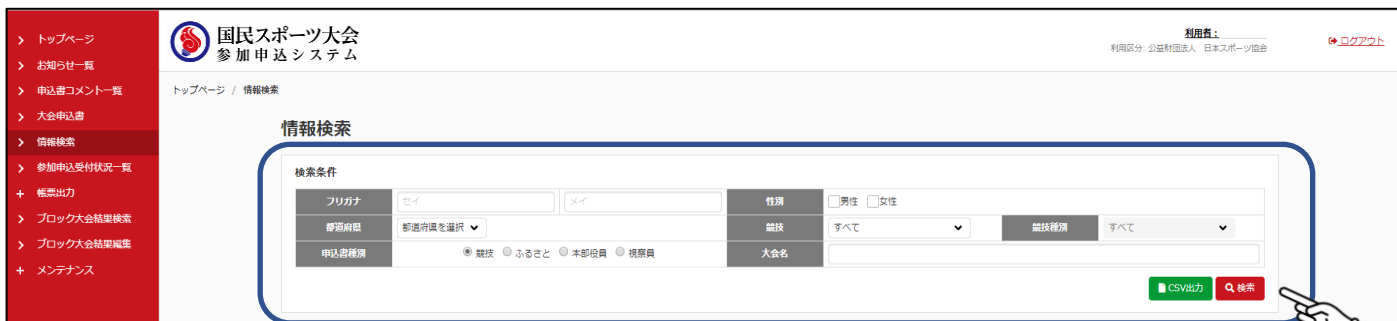 トップページ
お知らせ一覧
申込書コメント一覧
大会申込書
情報検索
参加申込受付状況一覧
帳票出力
ブロック大会結果検索
ブロック大会結果編集
メンテナンス
国民スポーツ大会
参加申込システム
利用者：
利用区分: 公益財団法人 日本スポーツ協会
ログアウト
トップページ / 情報検索
情報検索
検索条件
フリガナ セイ メイ 性別 男性 女性
都道府県 都道府県を選択 競技 すべて 競技種別 すべて
申込書種別 競技 ふるさと 本部役員 視察員 大会名
CSV出力 検索